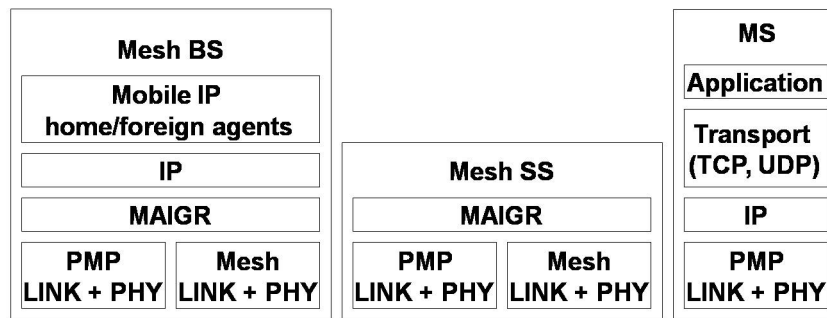 Mesh BS
Mobile IP
home/foreign agents
IP
MAIGR
PMP
LINK + PHY
Mesh
LINK + PHY
Mesh SS
MAIGR
PMP
LINK + PHY
Mesh
LINK + PHY
MS
Application
Transport
(TCP, UDP)
IP
PMP
LINK + PHY